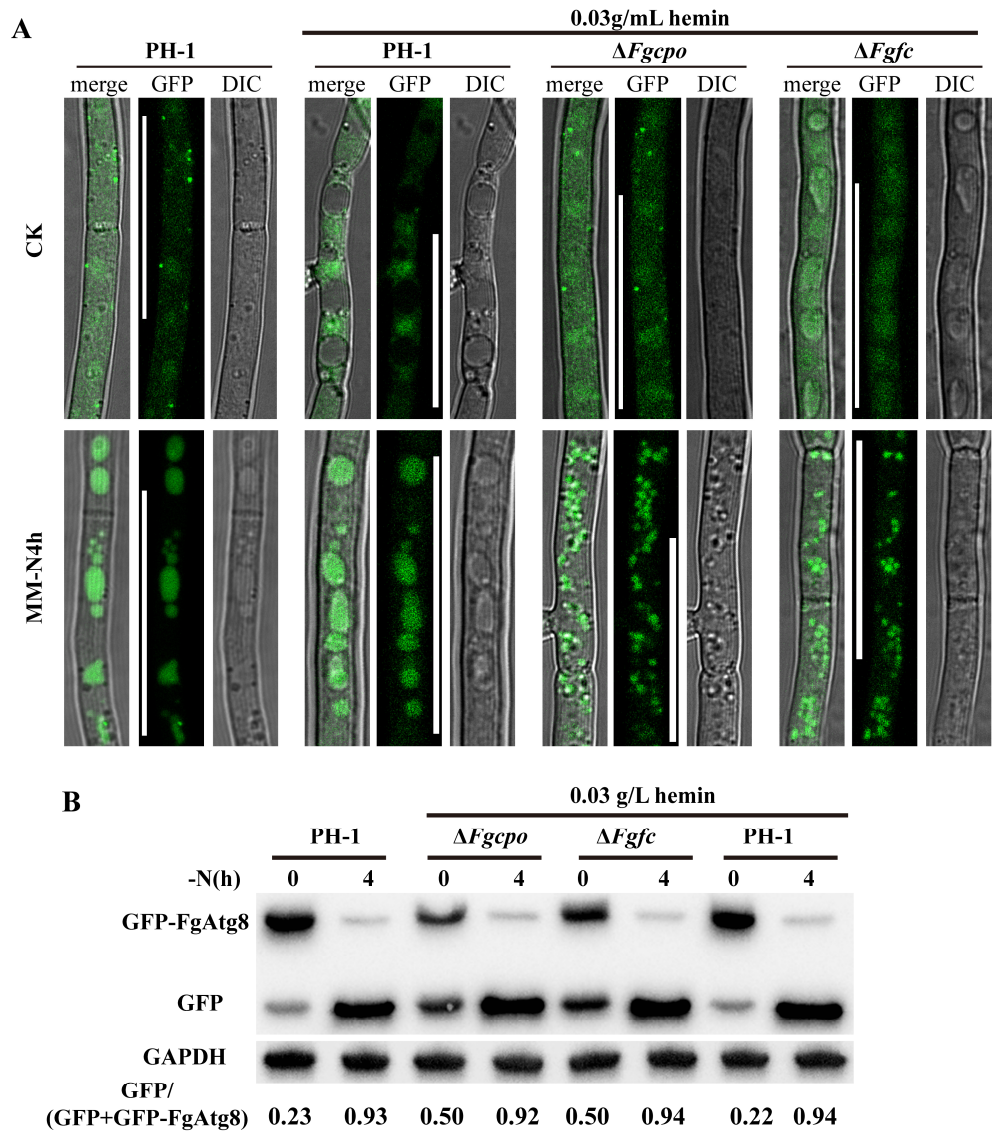 A
0.03g/mL hemin
PH-1 PH-1 ΔFgcpo ΔFgfc
merge GFP DIC merge GFP DIC merge GFP DIC merge GFP DIC
CK
MM-N4h
B
0.03 g/L hemin
PH-1 ΔFgcpo ΔFgfc PH-1
-N(h) 0 4 0 4 0 4 0 4
GFP-FgAtg8
GFP
GAPDH
GFP/
(GFP+GFP-FgAtg8) 0.23 0.93 0.50 0.92 0.50 0.94 0.22 0.94